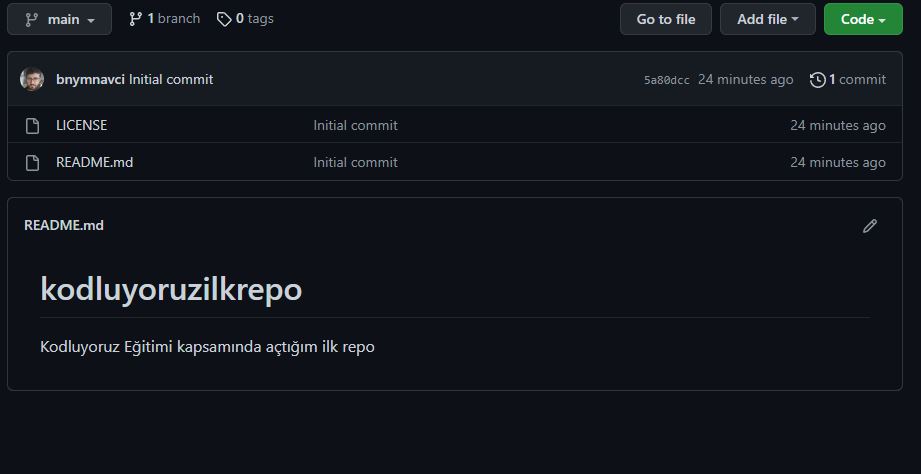 main 1 branch 0 tags Go to file Add file Code
bnymnavci Initial commit 5a80dcc 24 minutes ago 1 commit
LICENSE Initial commit 24 minutes ago
README.md Initial commit 24 minutes ago
README.md
kodluyoruzilkrepo
Kodluyoruz Eğitimi kapsamında açtığım ilk repo